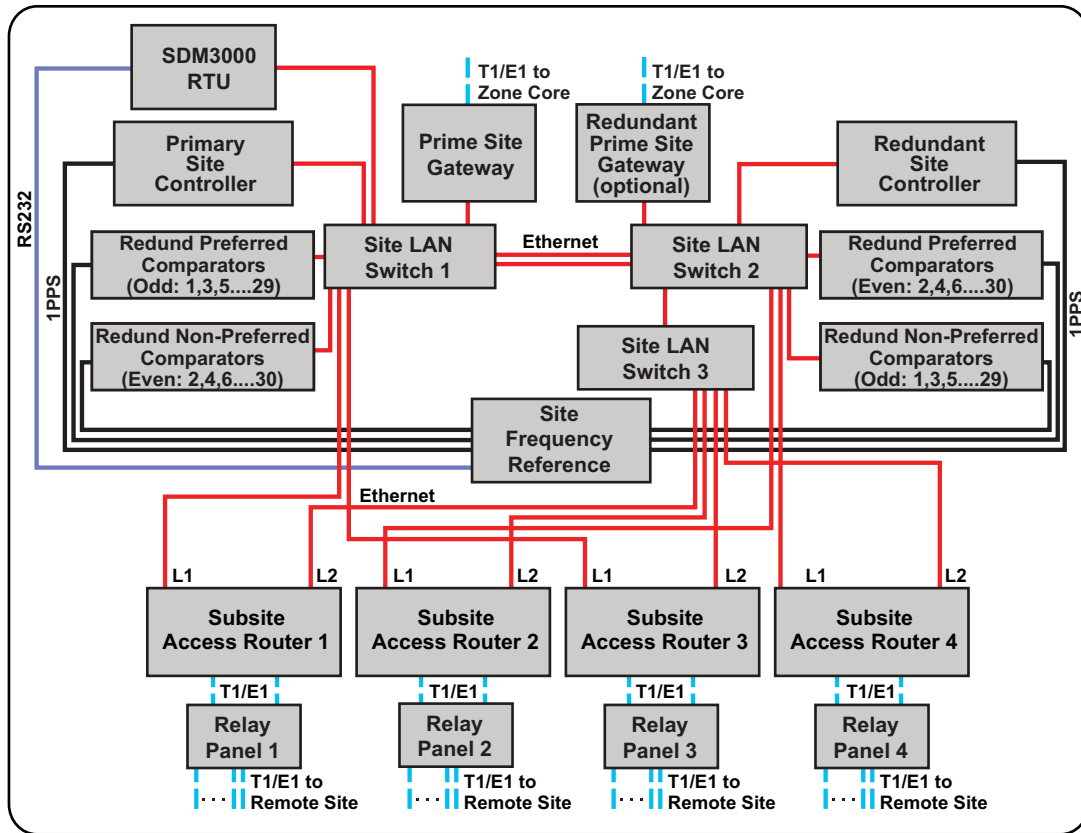 SDM3000
RTU
T1/E1 to
Zone Core
T1/E1 to
Zone Core
Prime Site
Gateway
Redundant
Prime Site
Gateway
(optional)
Primary
Site
Controller
Redundant
Site
Controller
RS232
1PPS
Redund Preferred
Comparators
(Odd: 1,3,5....29)
Site LAN
Switch 1
Ethernet
Site LAN
Switch 2
Redund Preferred
Comparators
(Even: 2,4,6....30)
1PPS
Redund Non-Preferred
Comparators
(Even: 2,4,6....30)
Site LAN
Switch 3
Redund Non-Preferred
Comparators
(Odd: 1,3,5....29)
Site
Frequency
Reference
Ethernet
L1
L2
L1
L2
L1
L2
L1
L2
Subsite
Access Router 1
Subsite
Access Router 2
Subsite
Access Router 3
Subsite
Access Router 4
T1/E1
T1/E1
T1/E1
T1/E1
Relay
Panel 1
Relay
Panel 2
Relay
Panel 3
Relay
Panel 4
T1/E1 to
Remote Site
T1/E1 to
Remote Site
T1/E1 to
Remote Site
T1/E1 to
Remote Site